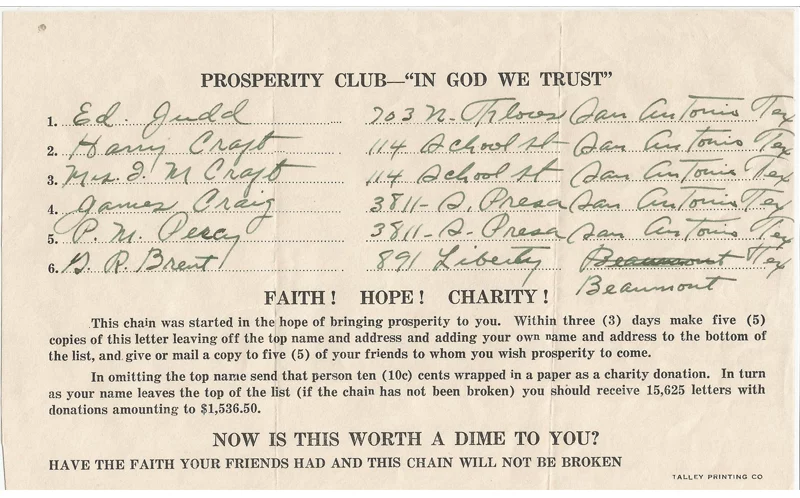 PROSPERITY CLUB—"IN GOD WE TRUST"
1. Ed. Judd 703 N. Flores San Antonio Tex
2. Harry Craft 114 School st San Antonio Tex
3. Mrs. J. M Craft 114 School st San Antonio Tex
4. James Craig 3811- S. Presa San Antonio Tex
5. P. M. Percy 3811- S. Presa San Antonio Tex
6. R. Brent 891 Liberty Beaumont Tex
Beaumont
FAITH! HOPE! CHARITY!
This chain was started in the hope of bringing prosperity to you. Within three (3) days make five (5)
copies of this letter leaving off the top name and address and adding your own name and address to the bottom of
the list, and give or mail a copy to five (5) of your friends to whom you wish prosperity to come.
In omitting the top name send that person ten (10c) cents wrapped in a paper as a charity donation. In turn
as your name leaves the top of the list (if the chain has not been broken) you should receive 15,625 letters with
donations amounting to $1,536.50.
NOW IS THIS WORTH A DIME TO YOU?
HAVE THE FAITH YOUR FRIENDS HAD AND THIS CHAIN WILL NOT BE BROKEN
TALLEY PRINTING CO